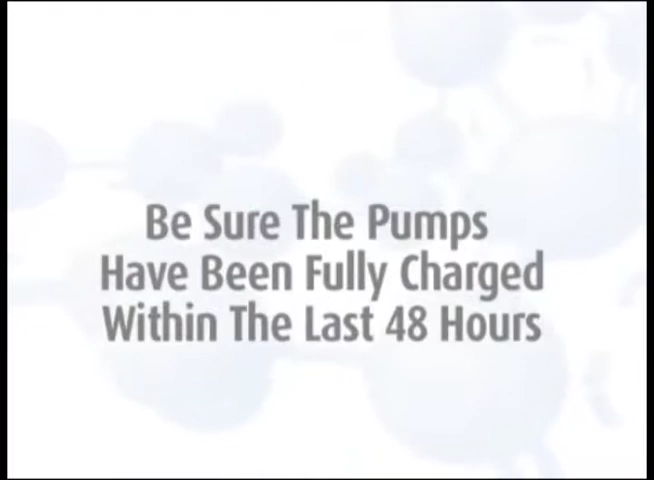 Be Sure The Pumps
Have Been Fully Charged
Within The Last 48 Hours